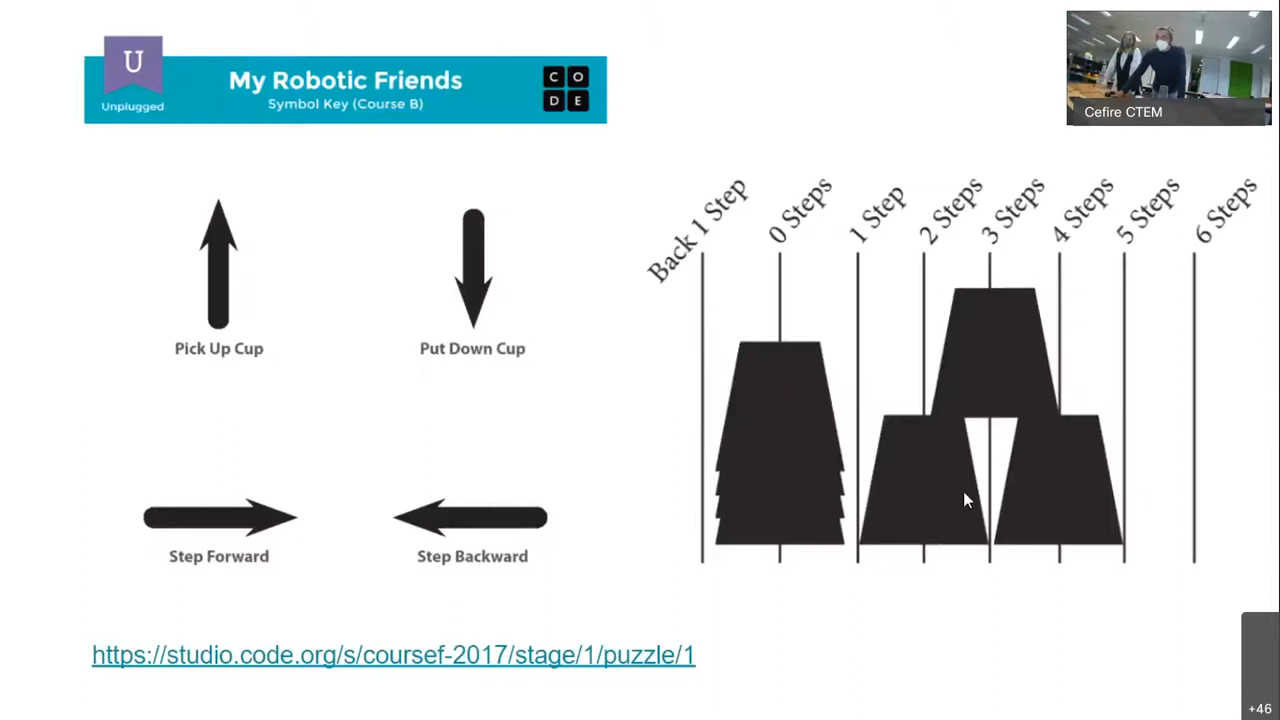 U
Unplugged
My Robotic Friends
Symbol Key (Course B)
C O
D E
Cefire CTEM
Pick Up Cup
Put Down Cup
Step Forward
Step Backward
Back 1 Step
0 Steps
1 Step
2 Steps
3 Steps
4 Steps
5 Steps
6 Steps
https://studio.code.org/s/coursef-2017/stage/1/puzzle/1
+46